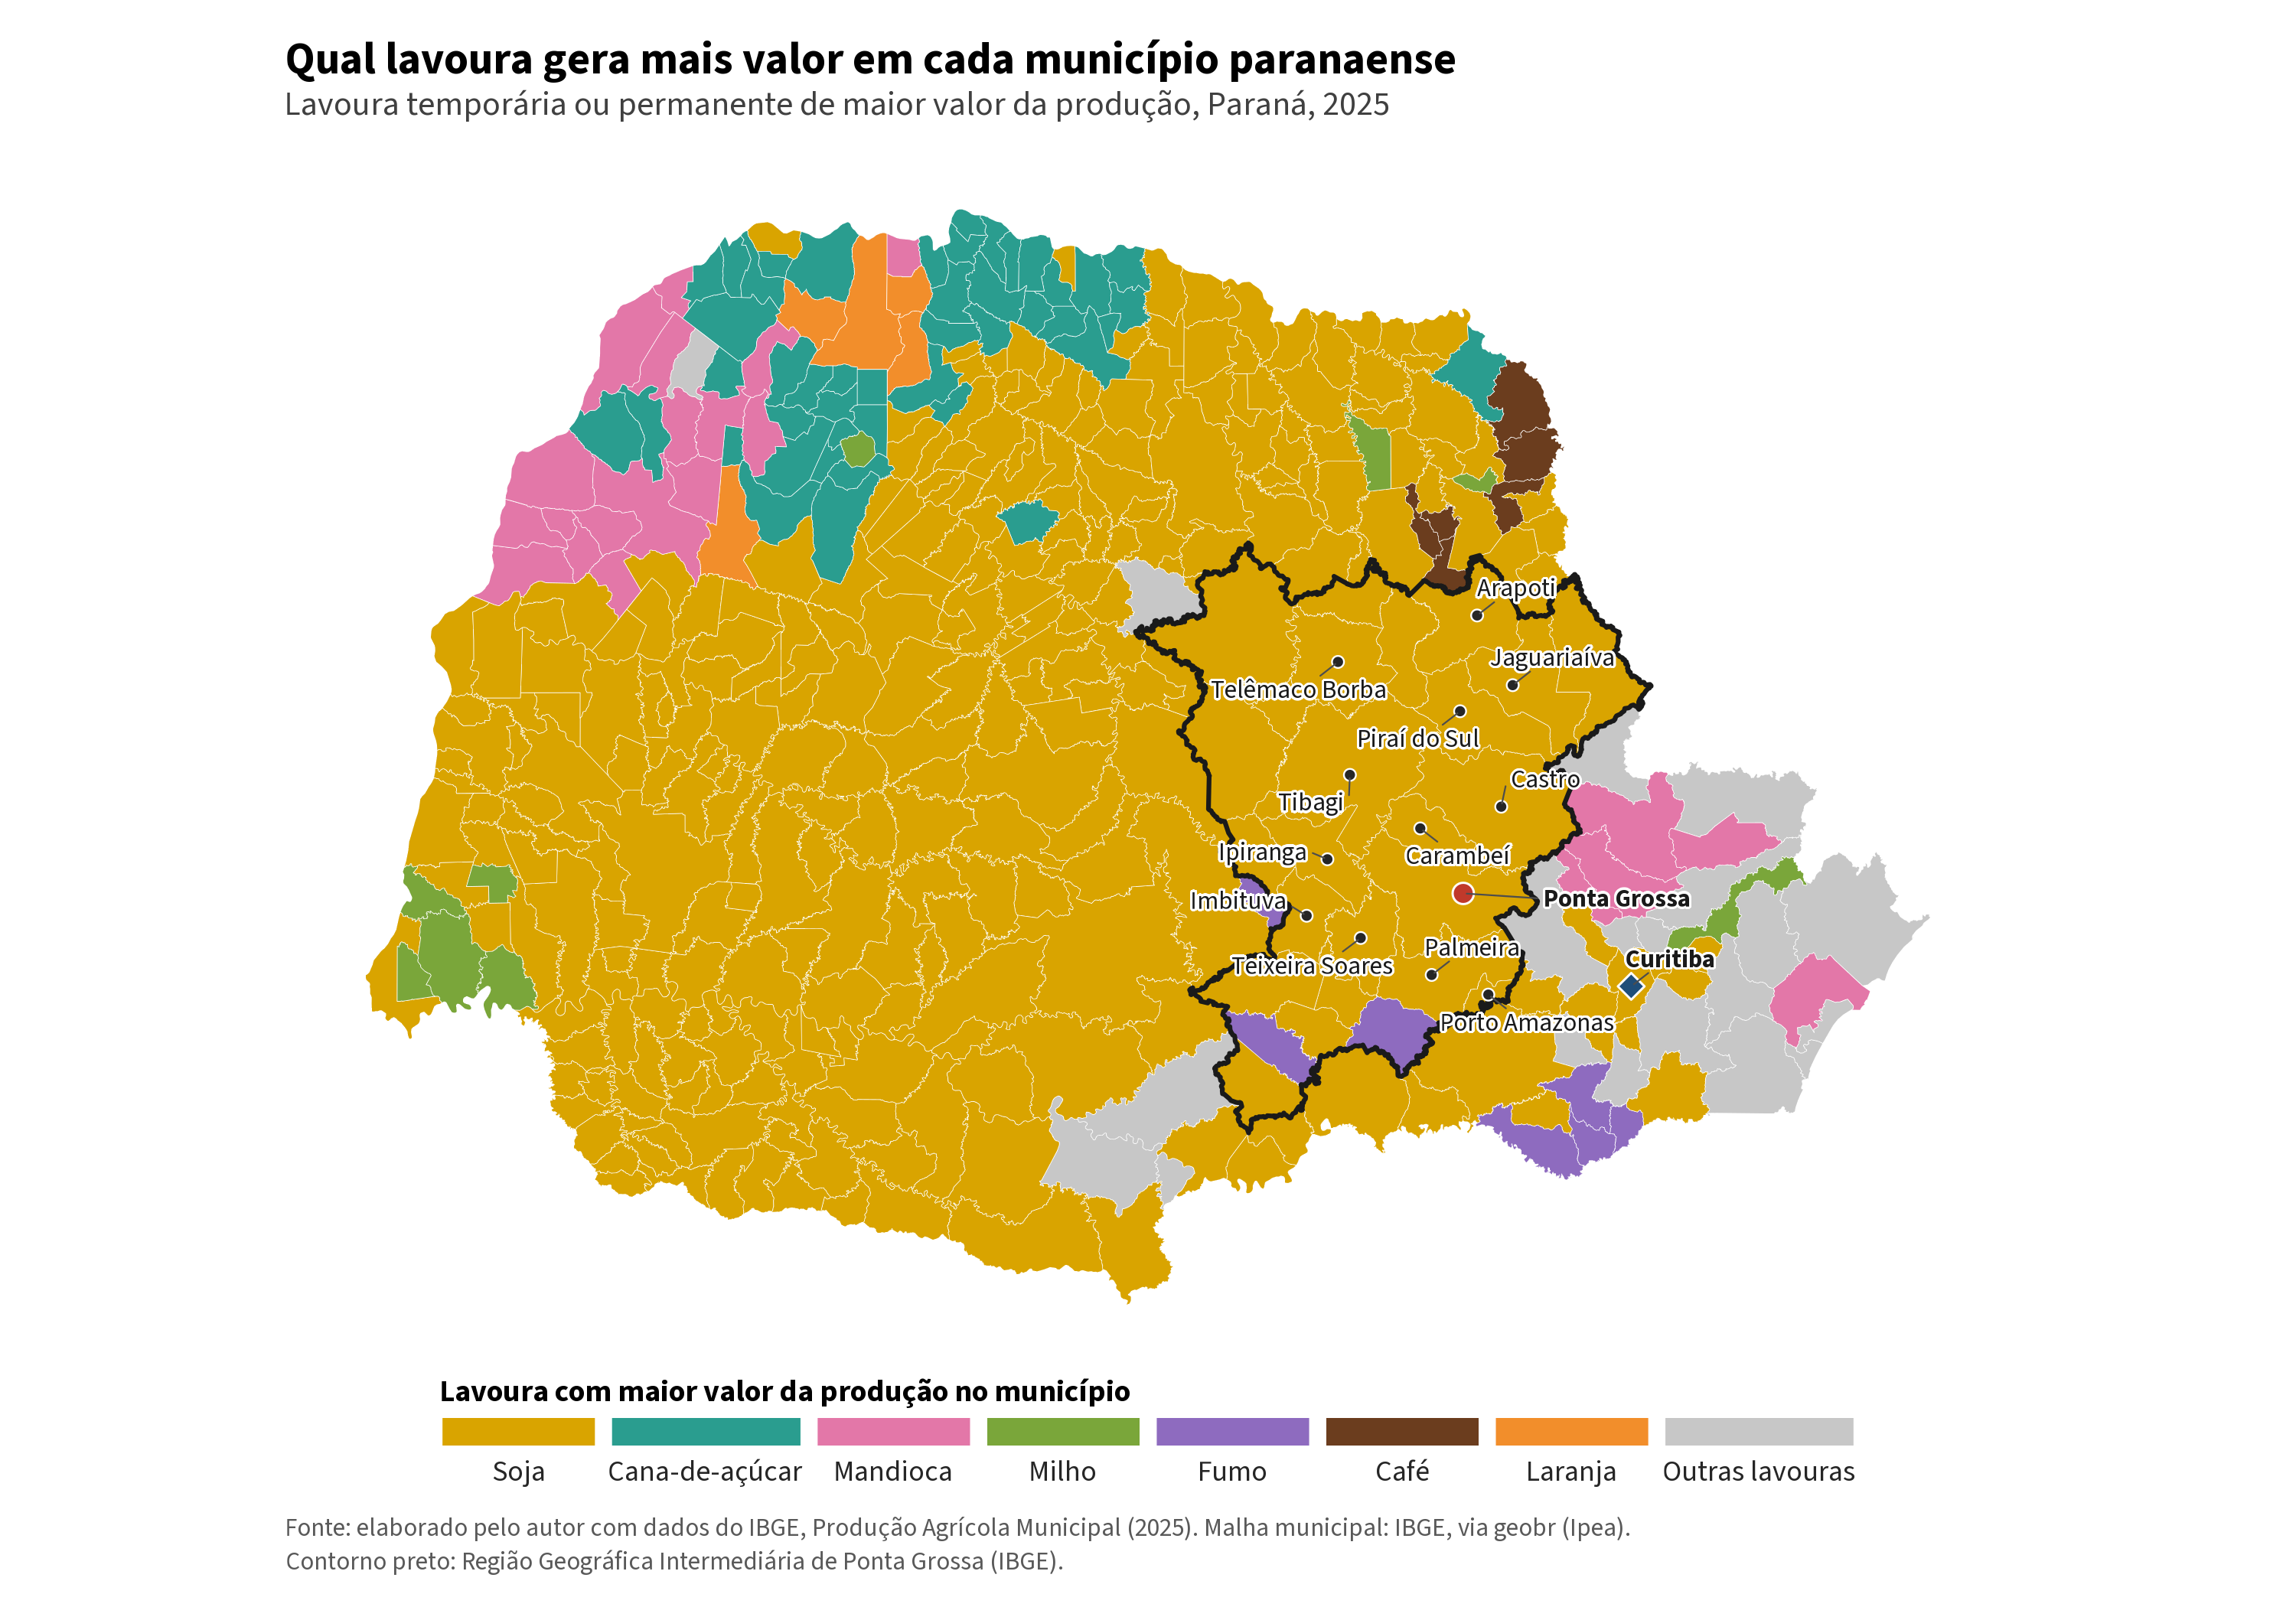 Qual lavoura gera mais valor em cada município paranaense
Lavoura temporária ou permanente de maior valor da produção, Paraná, 2025
Arapoti
Jaguariaíva
Telêmaco Borba
Piraí do Sul
Castro
Tibagi
Ipiranga
Carambeí
Imbituva
Ponta Grossa
Palmeira
Teixeira Soares
Curitiba
Porto Amazonas
Lavoura com maior valor da produção no município
Soja
Cana-de-açúcar
Mandioca
Milho
Fumo
Café
Laranja
Outras lavouras
Fonte: elaborado pelo autor com dados do IBGE, Produção Agrícola Municipal (2025). Malha municipal: IBGE, via geobr (Ipea).
Contorno preto: Região Geográfica Intermediária de Ponta Grossa (IBGE).